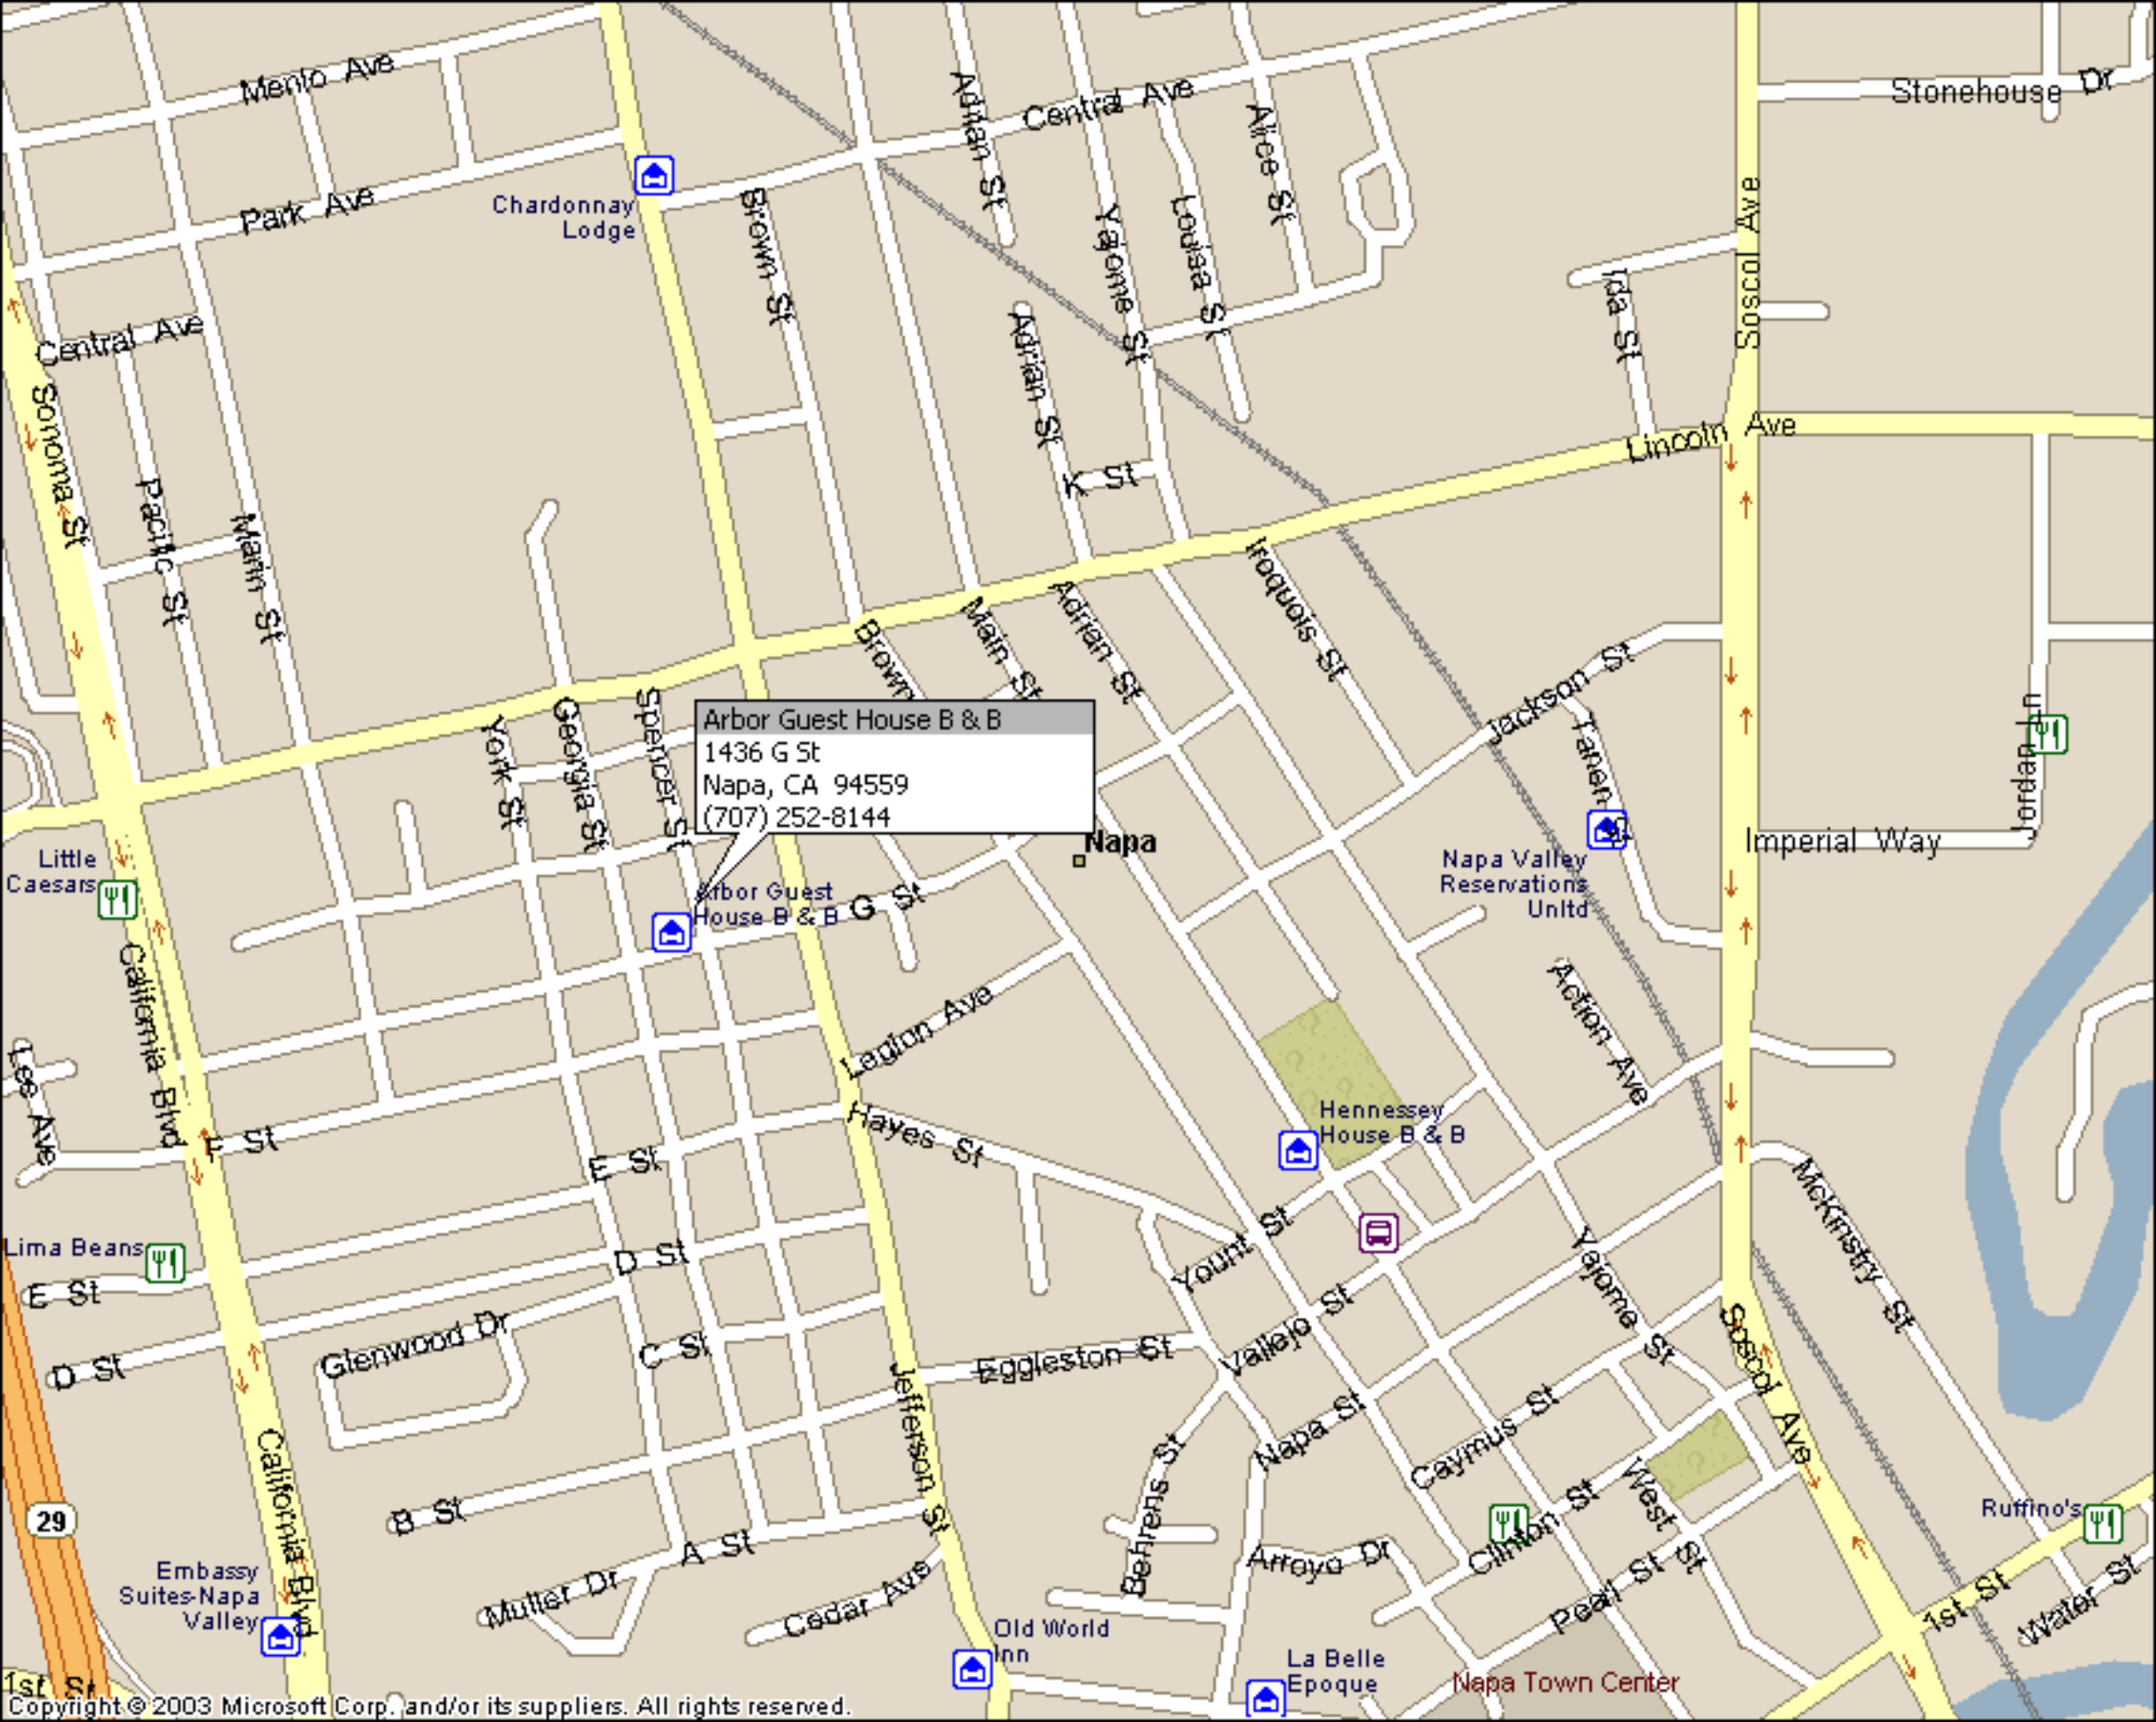 Menlo Ave
Stonehouse Dr
Central Ave
Adrian St
Alice St
Park Ave
Chardonnay
Lodge
Brown St
Yajome St
Louisa St
Soscol Ave
Ida St
Central Ave
Adrian St
Sonoma St
Lincoln Ave
K St
Pacific St
Marin St
Iroquois St
Adrian St
Main St
Brown
Jackson St
Tanen St
Jordan Ln
York St
Georgia St
Spencer St
Arbor Guest House B & B
1436 G St
Napa, CA 94559
(707) 252-8144
Napa
Imperial Way
Little
Caesars
Napa Valley
Reservations
Unltd
Arbor Guest
House B & B
G St
California Blvd
Legion Ave
Action Ave
Lee Ave
Hennessey
House B & B
F St
Hayes St
E St
McKinstry St
Yount St
Yajome St
Lima Beans
D St
E St
Vallejo St
Glenwood Dr
C St
Eggleston St
Soscol Ave
D St
Jefferson St
Napa St
Caymus St
California Blvd
Behrens St
West St
B St
Clinton St
Ruffino's
29
A St
Arroyo Dr
Pearl St
Embassy
Suites-Napa
Valley
Muller Dr
Cedar Ave
1st St
Water St
Old World
Inn
La Belle
Epoque
Napa Town Center
1st St
Copyright © 2003 Microsoft Corp. and/or its suppliers. All rights reserved.